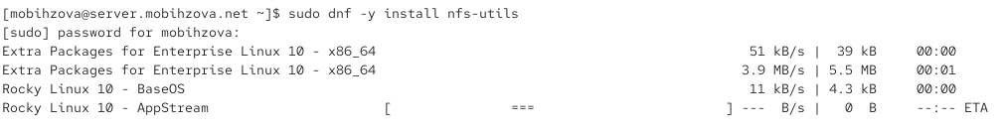 [mobihzova@server.mobihzova.net ~]$ sudo dnf -y install nfs-utils
[sudo] password for mobihzova:
Extra Packages for Enterprise Linux 10 - x86_64                                               51 kB/s |  39 kB     00:00
Extra Packages for Enterprise Linux 10 - x86_64                                              3.9 MB/s | 5.5 MB     00:01
Rocky Linux 10 - BaseOS                                                                       11 kB/s | 4.3 kB     00:00
Rocky Linux 10 - AppStream                      [               ===                        ] ---  B/s |   0  B     --:-- ETA